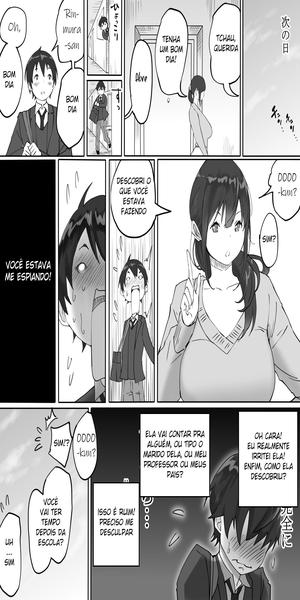 次の日
TCHAU,
QUERIDA
TENHA
UM BOM
DIA!
Rin-
mura
-san
Oh,
BOM
DIA
BOM
DIA
DDDD
-kun?
SIM?
DESCOBRI O
QUE VOCÊ
ESTAVA
FAZENDO
VOCÊ ESTAVA
ME ESPIANDO!
OH CARA!
EU REALMENTE
IRRITEI ELA!
ENFIM, COMO ELA
DESCOBRIU?
ELA VAI CONTAR PRA
ALGUÉM, OU TIPO O
MARIDO DELA, OU MEU
PROFESSOR OU MEUS
PAIS?
ISSO É RUIM!
PRECISO ME
DESCULPAR
完全に
DDDD
-kun?
SIM!?
VOCÊ
VAI TER
TEMPO
DEPOIS DA
ESCOLA?
UH
... SIM